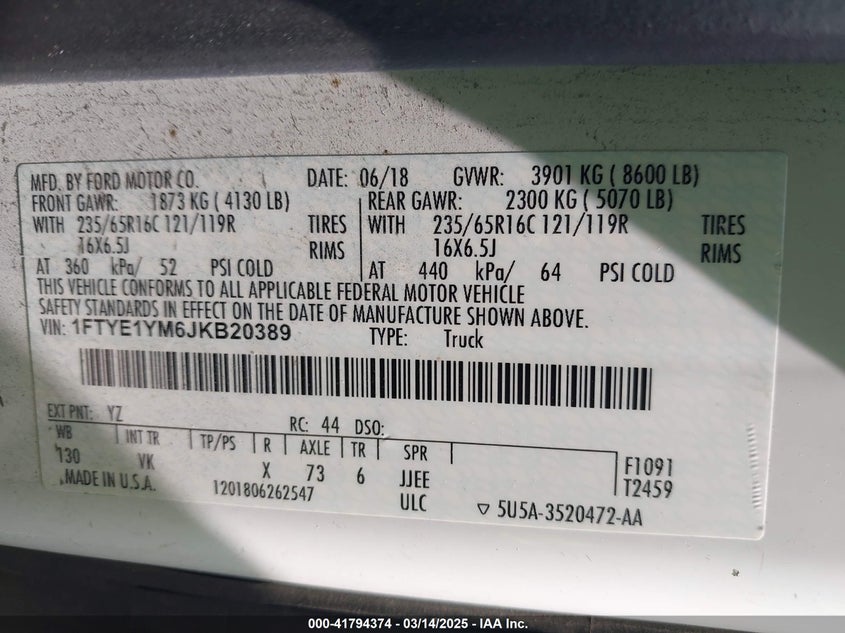 MFD. BY FORD MOTOR CO. DATE: 06/18 GVWR: 3901 KG ( 8600 LB)
FRONT GAWR: 1873 KG ( 4130 LB) REAR GAWR: 2300 KG ( 5070 LB)
WITH 235/65R16C 121/119R TIRES WITH 235/65R16C 121/119R TIRES
16X6.5J RIMS 16X6.5J RIMS
AT 360 kPa/ 52 PSI COLD AT 440 kPa/ 64 PSI COLD
THIS VEHICLE CONFORMS TO ALL APPLICABLE FEDERAL MOTOR VEHICLE
SAFETY STANDARDS IN EFFECT ON THE DATE OF MANUFACTURE SHOWN ABOVE.
VIN: 1FTYE1YM6JKB20389 TYPE: Truck
EXT PNT: YZ RC: 44 DSO:
WB INT TR TP/PS R AXLE TR SPR
130 VK X 73 6 JJEE F1091
MADE IN U.S.A. 1201806262547 ULC T2459
5U5A-3520472-AA
000-41794374 - 03/14/2025 - IAA Inc.